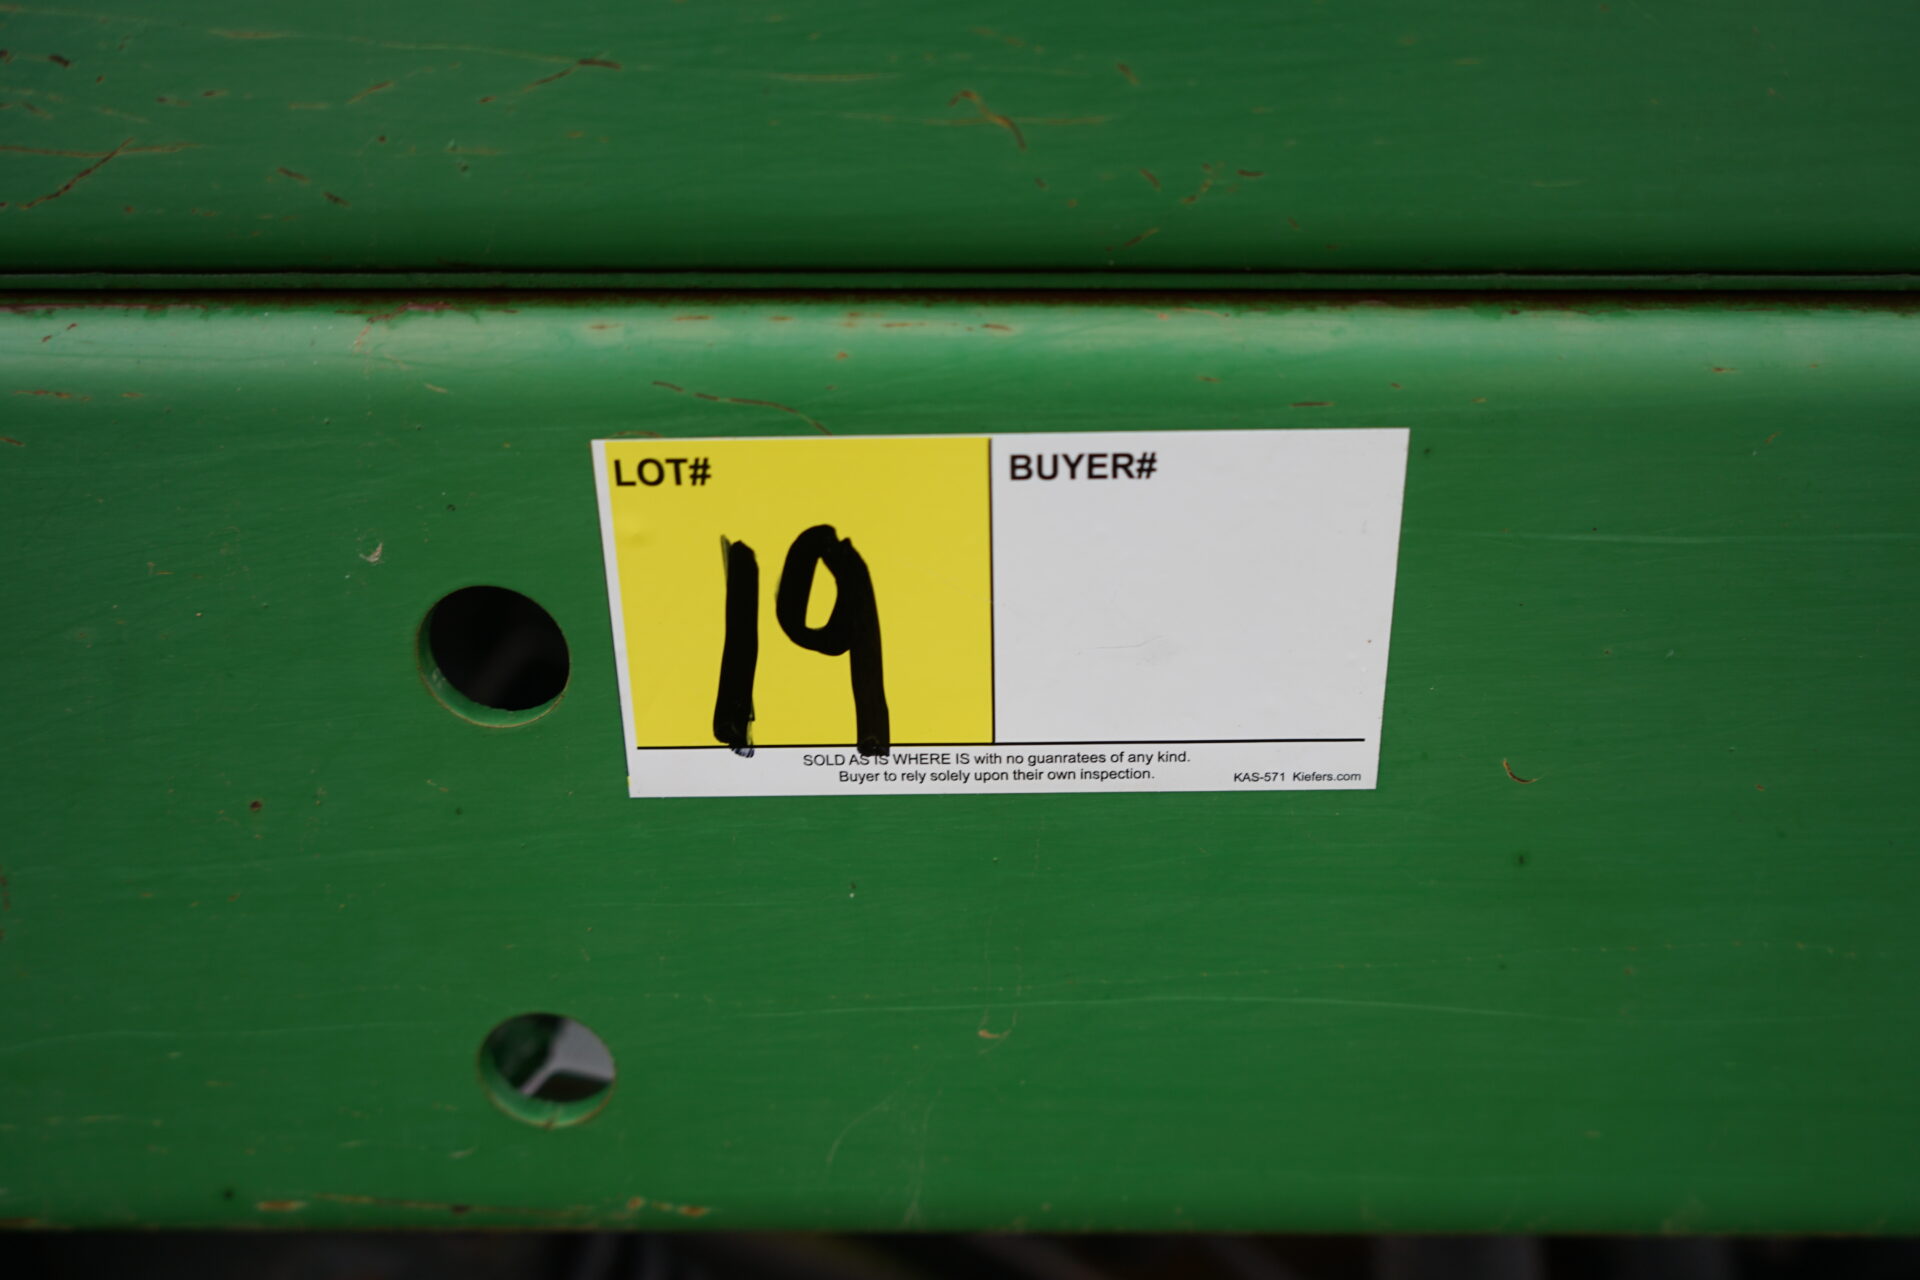 LOT# BUYER#
19
SOLD AS IS WHERE IS with no guanratees of any kind.
Buyer to rely solely upon their own inspection. KAS-571 Kiefers.com